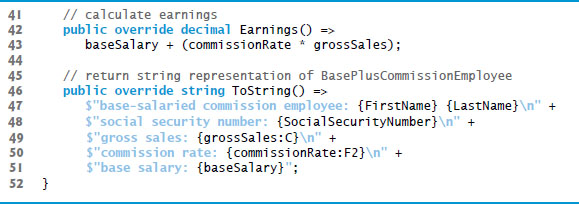 41 // calculate earnings
42 public override decimal Earnings() =>
43 baseSalary + (commissionRate * grossSales);
44
45 // return string representation of BasePlusCommissionEmployee
46 public override string ToString() =>
47 $"base-salaried commission employee: {FirstName} {LastName}\n" +
48 $"social security number: {SocialSecurityNumber}\n" +
49 $"gross sales: {grossSales:C}\n" +
50 $"commission rate: {commissionRate:F2}\n" +
51 $"base salary: {baseSalary}";
52 }